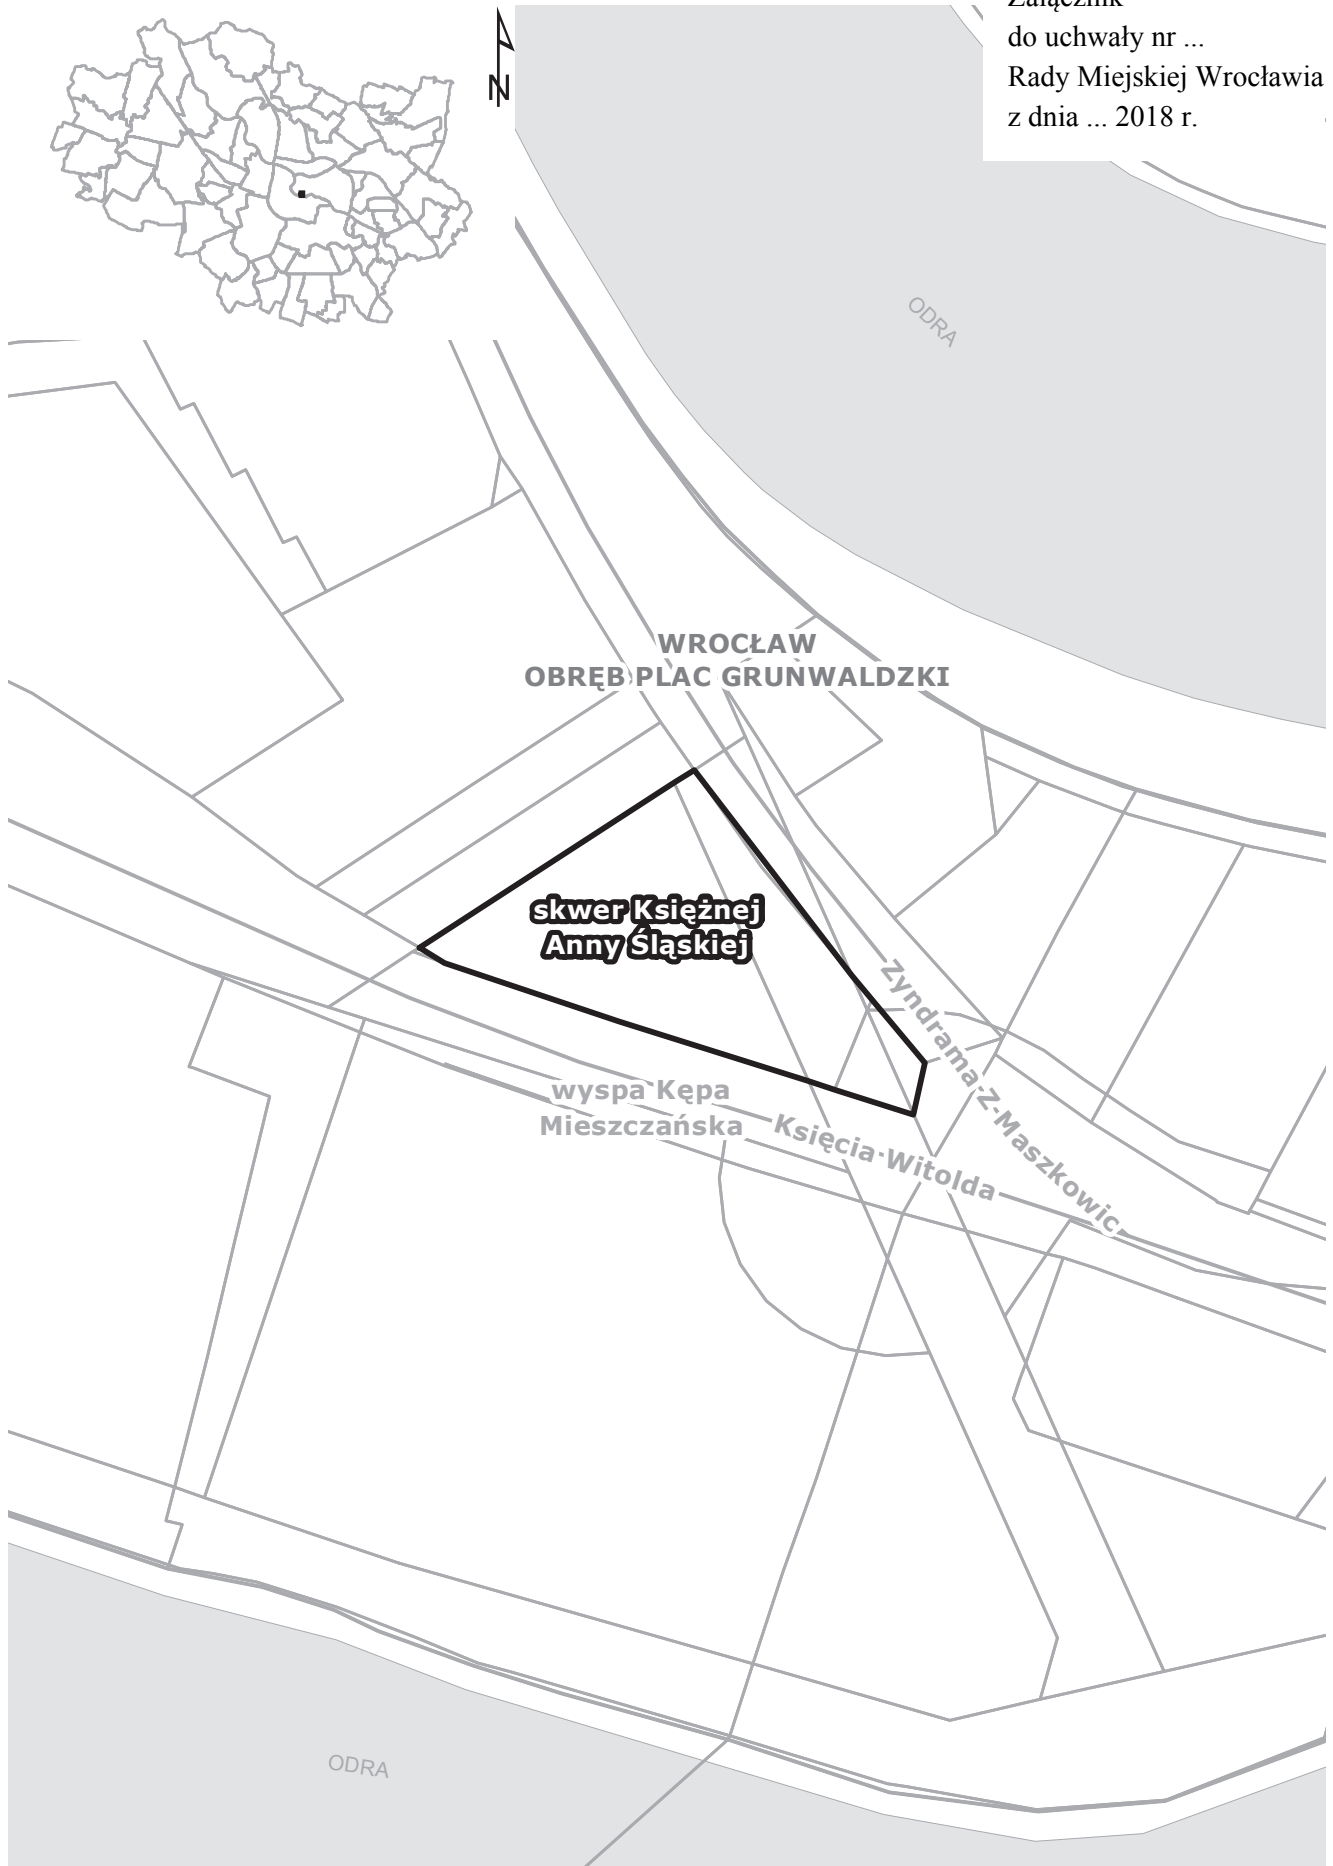 Załącznik
do uchwały nr ...
Rady Miejskiej Wrocławia
z dnia ... 2018 r.
N
ODRA
WROCŁAW
OBRĘB PLAC GRUNWALDZKI
skwer Księżnej
Anny Śląskiej
Zyndrama Z Maszkowic
wyspa Kępa
Mieszczańska
Księcia Witolda
ODRA